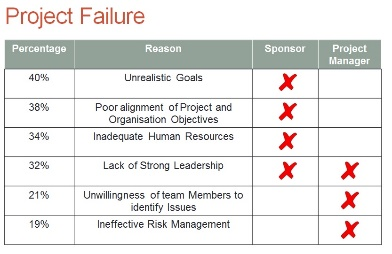 Project Failure
Percentage Reason Sponsor Project
Manager
40% Unrealistic Goals
38% Poor alignment of Project and
Organisation Objectives
34% Inadequate Human Resources
32% Lack of Strong Leadership
21% Unwillingness of team Members to
identify Issues
19% Ineffective Risk Management